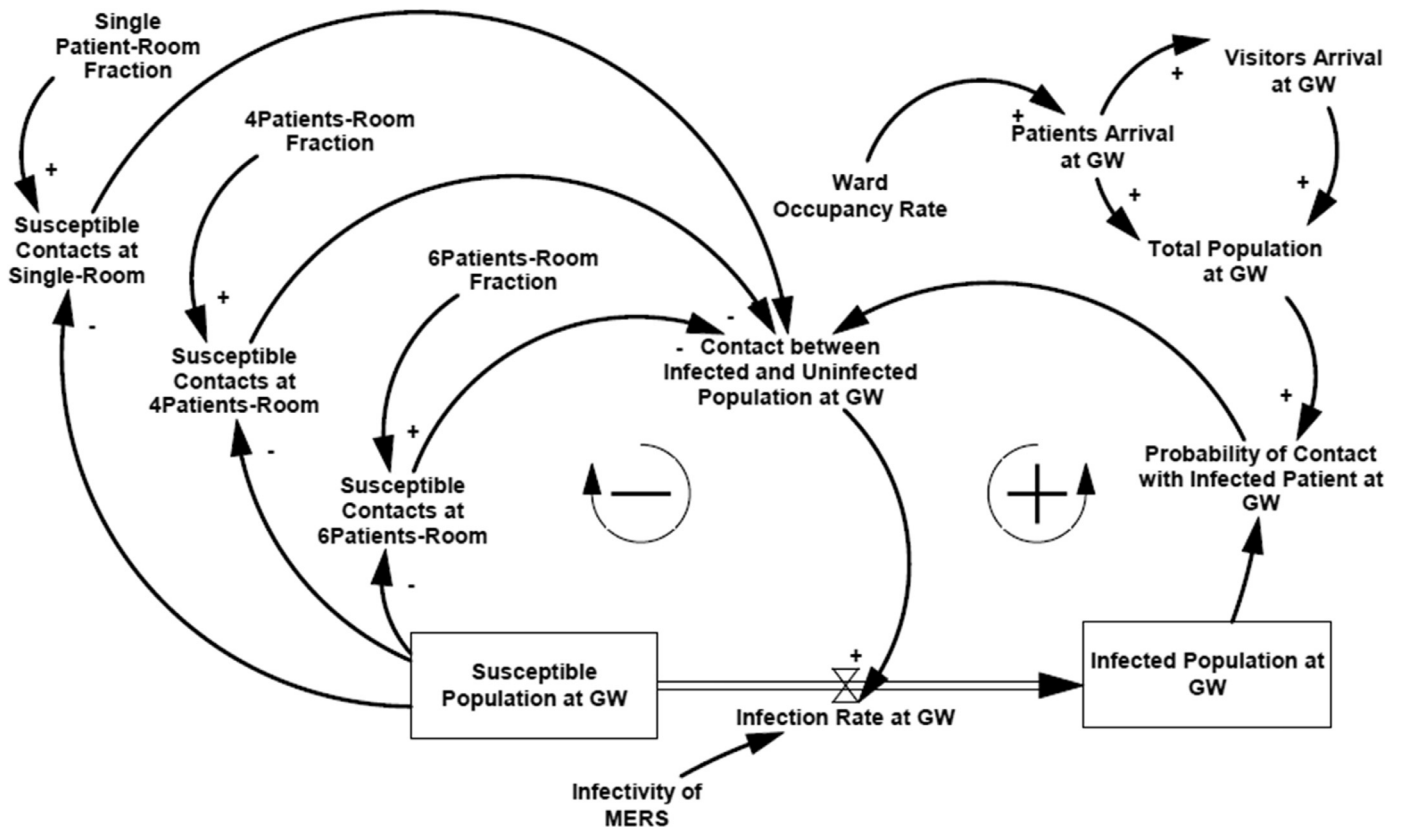 Single
Patient-Room
Fraction
+
Susceptible
Contacts at
Single-Room
-
4Patients-Room
Fraction
+
Susceptible
Contacts at
4Patients-Room
-
6Patients-Room
Fraction
+
Susceptible
Contacts at
6Patients-Room
-
Ward
Occupancy Rate
+
Patients Arrival
at GW
+
Visitors Arrival
at GW
+
+
Total Population
at GW
+
-
- Contact between
Infected and Uninfected
Population at GW
Probability of Contact
with Infected Patient at
GW
Susceptible
Population at GW
+
Infection Rate at GW
Infected Population at
GW
Infectivity of
MERS